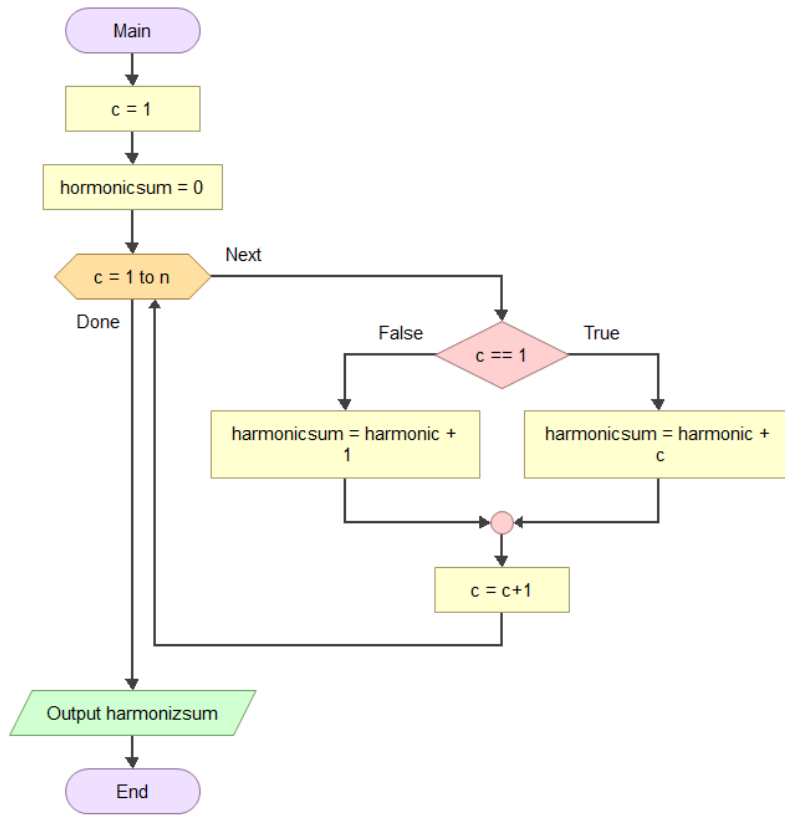 Main
c = 1
hormonicsum = 0
c = 1 to n
Next
Done
c == 1
False
True
harmonicsum = harmonic +
1
harmonicsum = harmonic +
c
c = c+1
Output harmonizsum
End